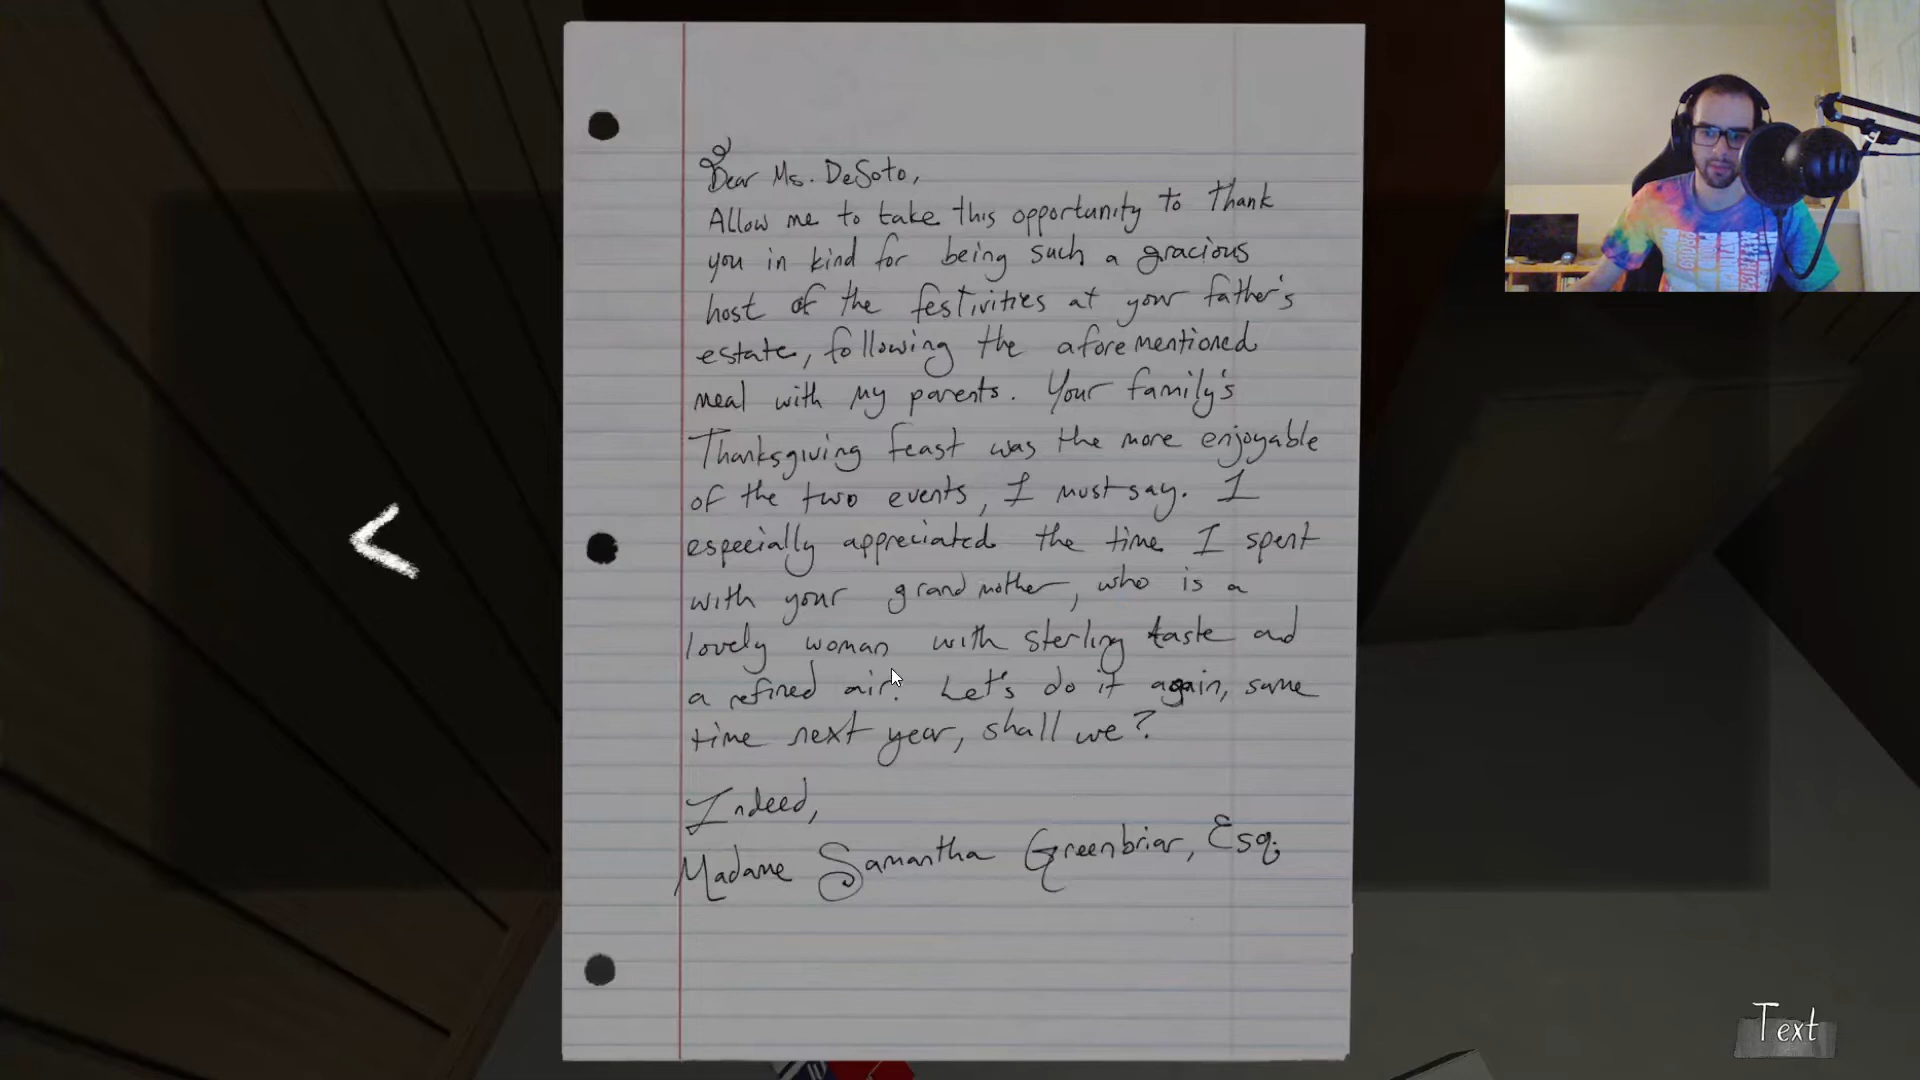 Dear Ms. DeSoto,
Allow me to take this opportunity to thank
you in kind for being such a gracious
host of the festivities at your father's
estate, following the aforementioned
meal with my parents. Your family's
Thanksgiving feast was the more enjoyable
of the two events, I must say. I
especially appreciated the time I spent
with your grandmother, who is a
lovely woman with sterling taste and
a refined air. Let's do it again, same
time next year, shall we?
Indeed,
Madame Samantha Greenbriar, Esq.
Text